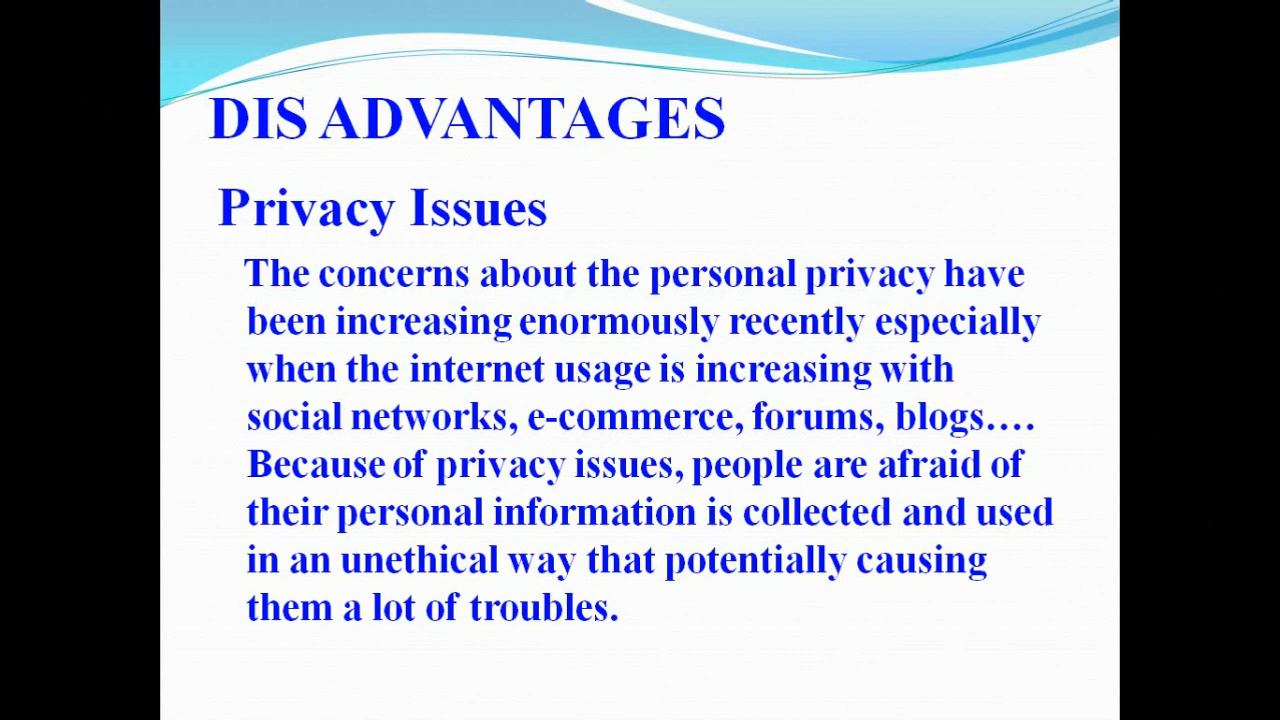 DIS ADVANTAGES
Privacy Issues
The concerns about the personal privacy have
been increasing enormously recently especially
when the internet usage is increasing with
social networks, e-commerce, forums, blogs….
Because of privacy issues, people are afraid of
their personal information is collected and used
in an unethical way that potentially causing
them a lot of troubles.